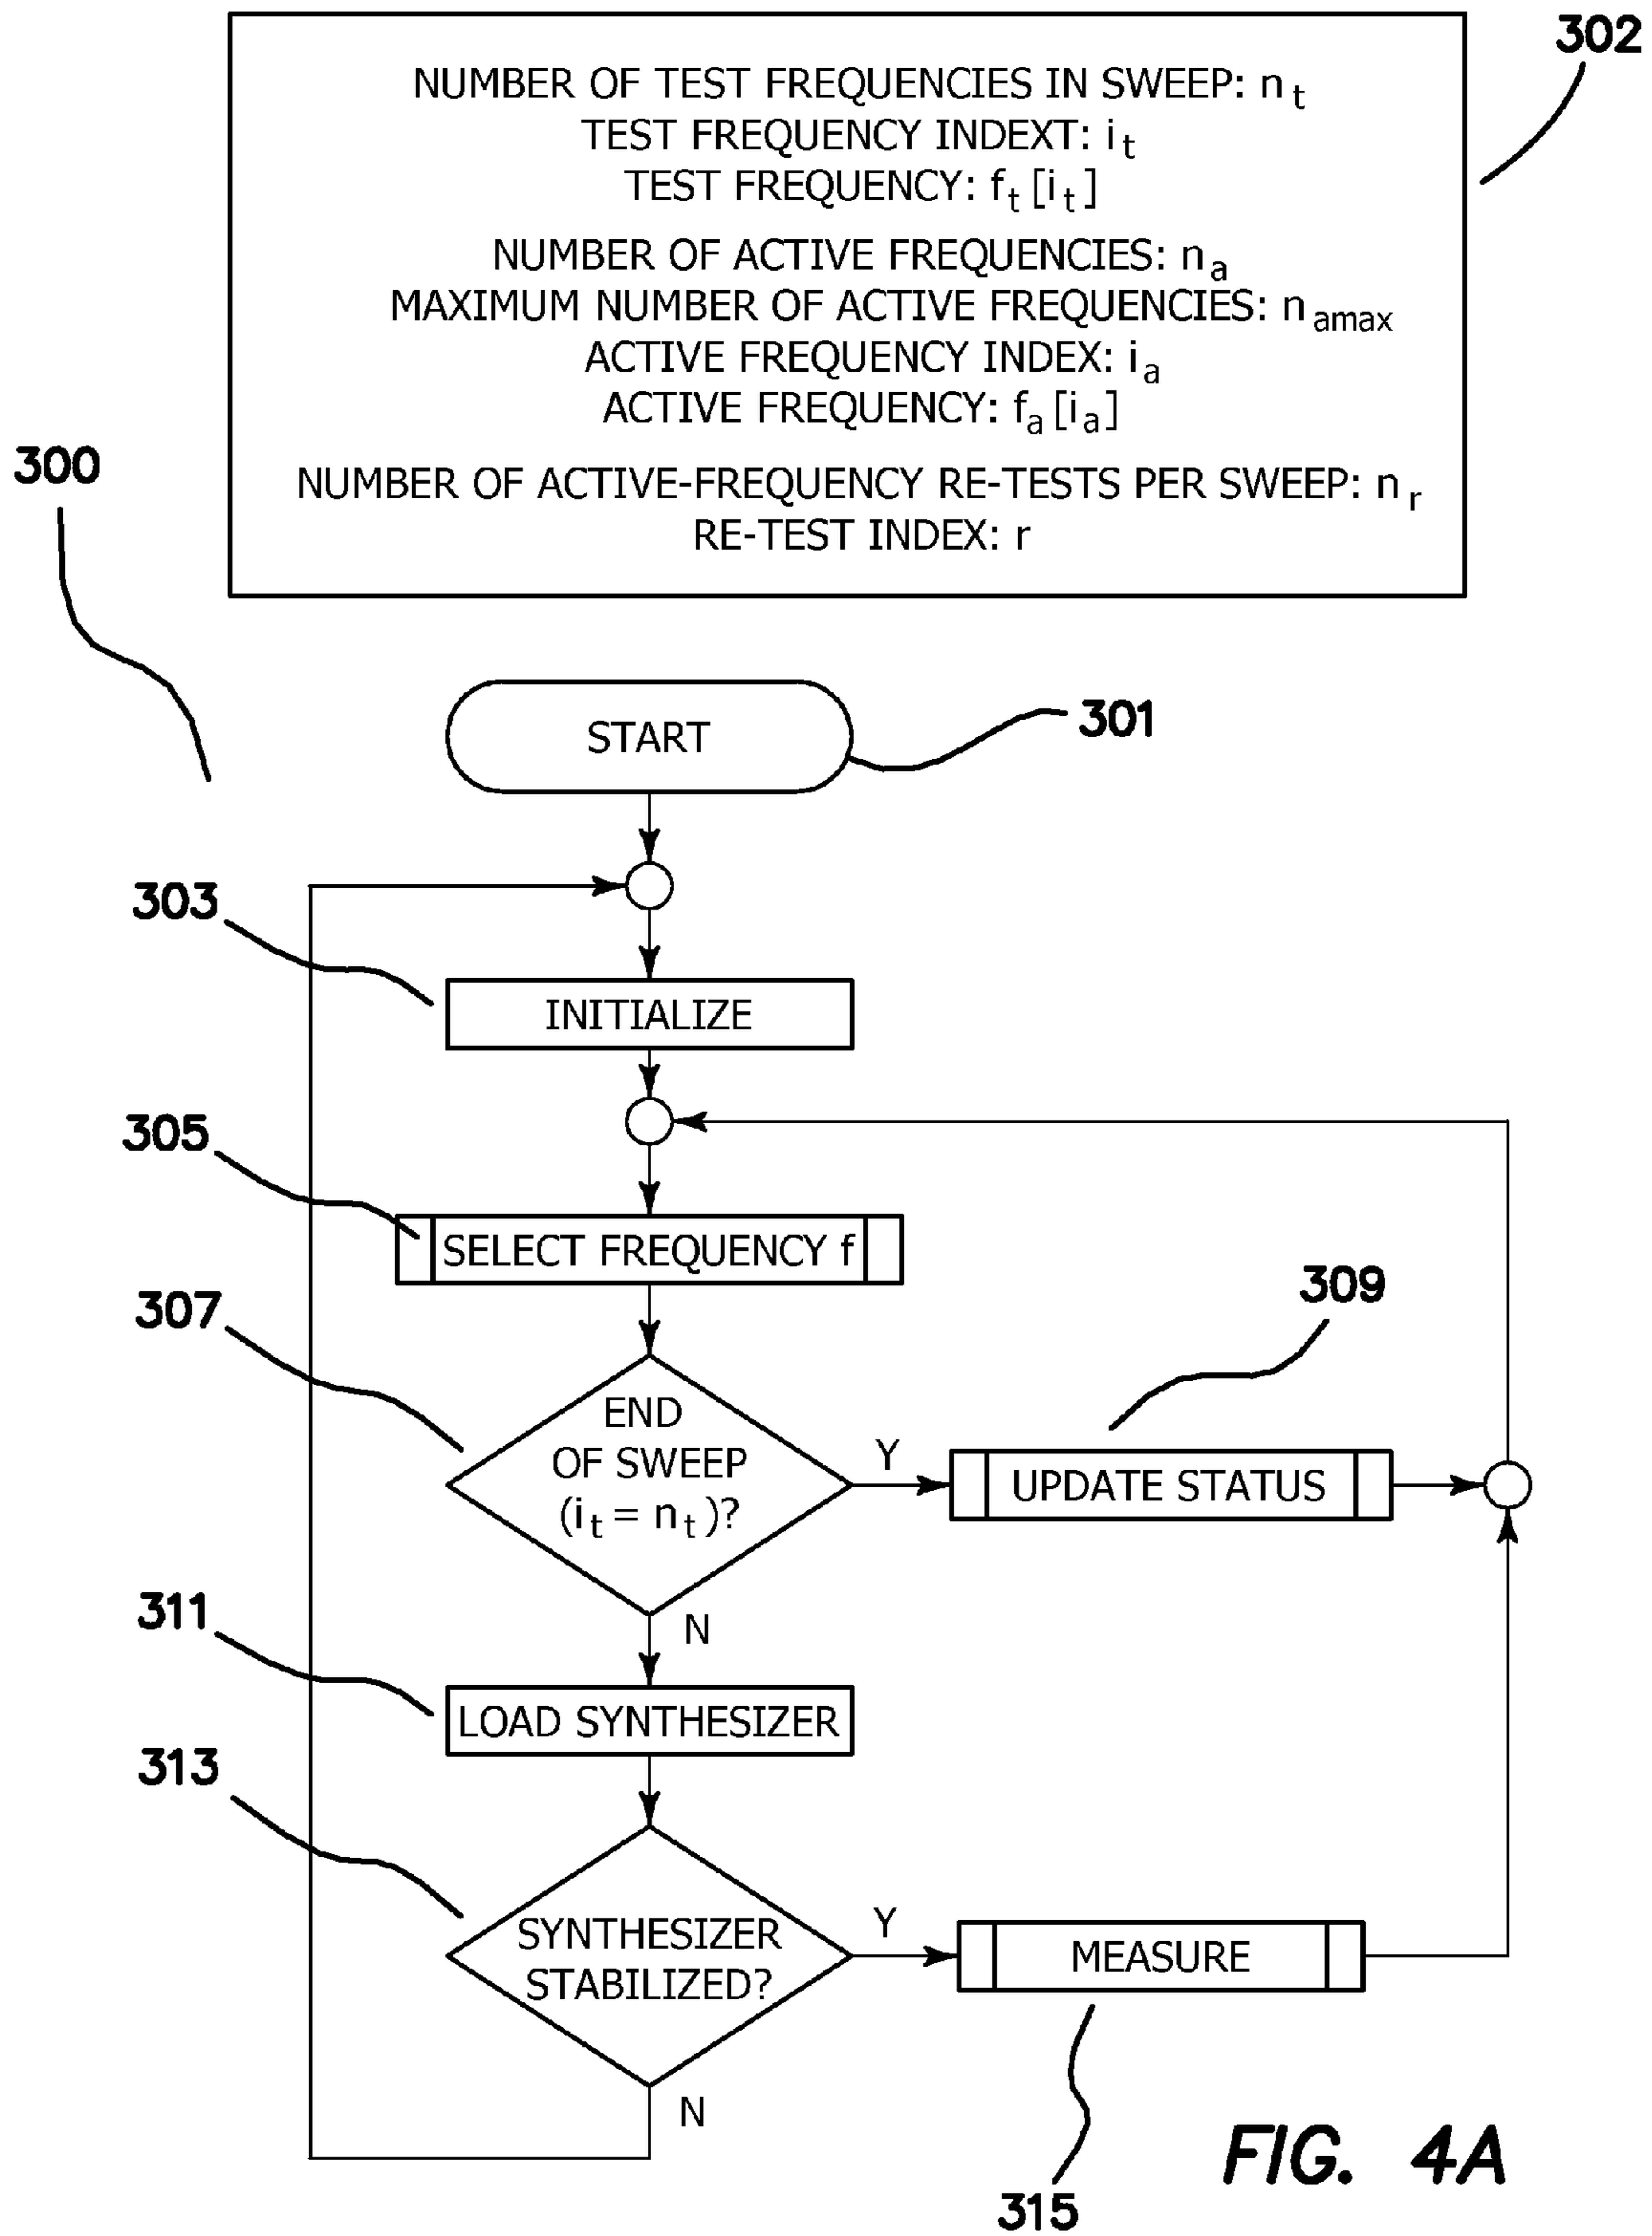 302
NUMBER OF TEST FREQUENCIES IN SWEEP: n t
TEST FREQUENCY INDEXT: i t
TEST FREQUENCY: f t [i t ]
NUMBER OF ACTIVE FREQUENCIES: n a
MAXIMUM NUMBER OF ACTIVE FREQUENCIES: n amax
ACTIVE FREQUENCY INDEX: i a
ACTIVE FREQUENCY: f a [i a ]
NUMBER OF ACTIVE-FREQUENCY RE-TESTS PER SWEEP: n r
RE-TEST INDEX: r
300
START
301
303
INITIALIZE
305
SELECT FREQUENCY f
307
309
END
OF SWEEP
(i t = n t )?
Y
UPDATE STATUS
N
311
LOAD SYNTHESIZER
313
SYNTHESIZER
STABILIZED?
Y
MEASURE
N
315
FIG. 4A